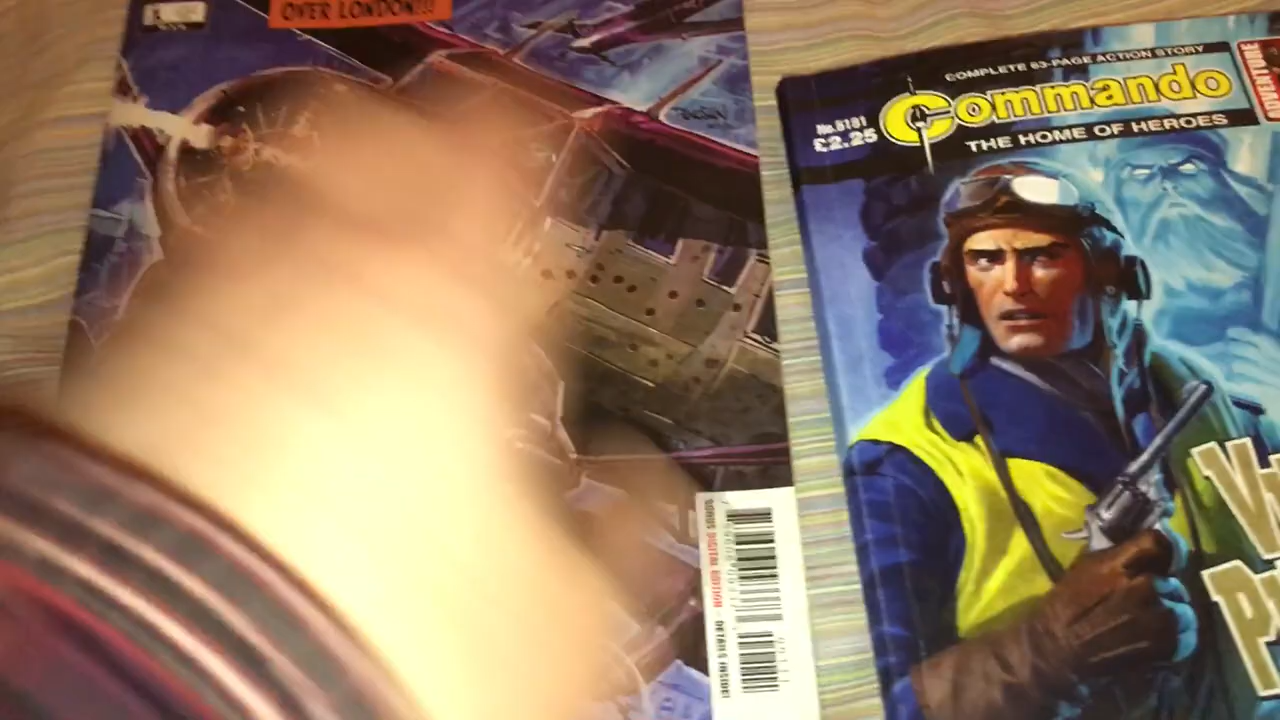 OVER LONDON!!!
COMPLETE 63-PAGE ACTION STORY
Commando
No.5191
£2.25
THE HOME OF HEROES
ADVENTURE
BONUS DIGITAL EDITION – DETAILS INSIDE!